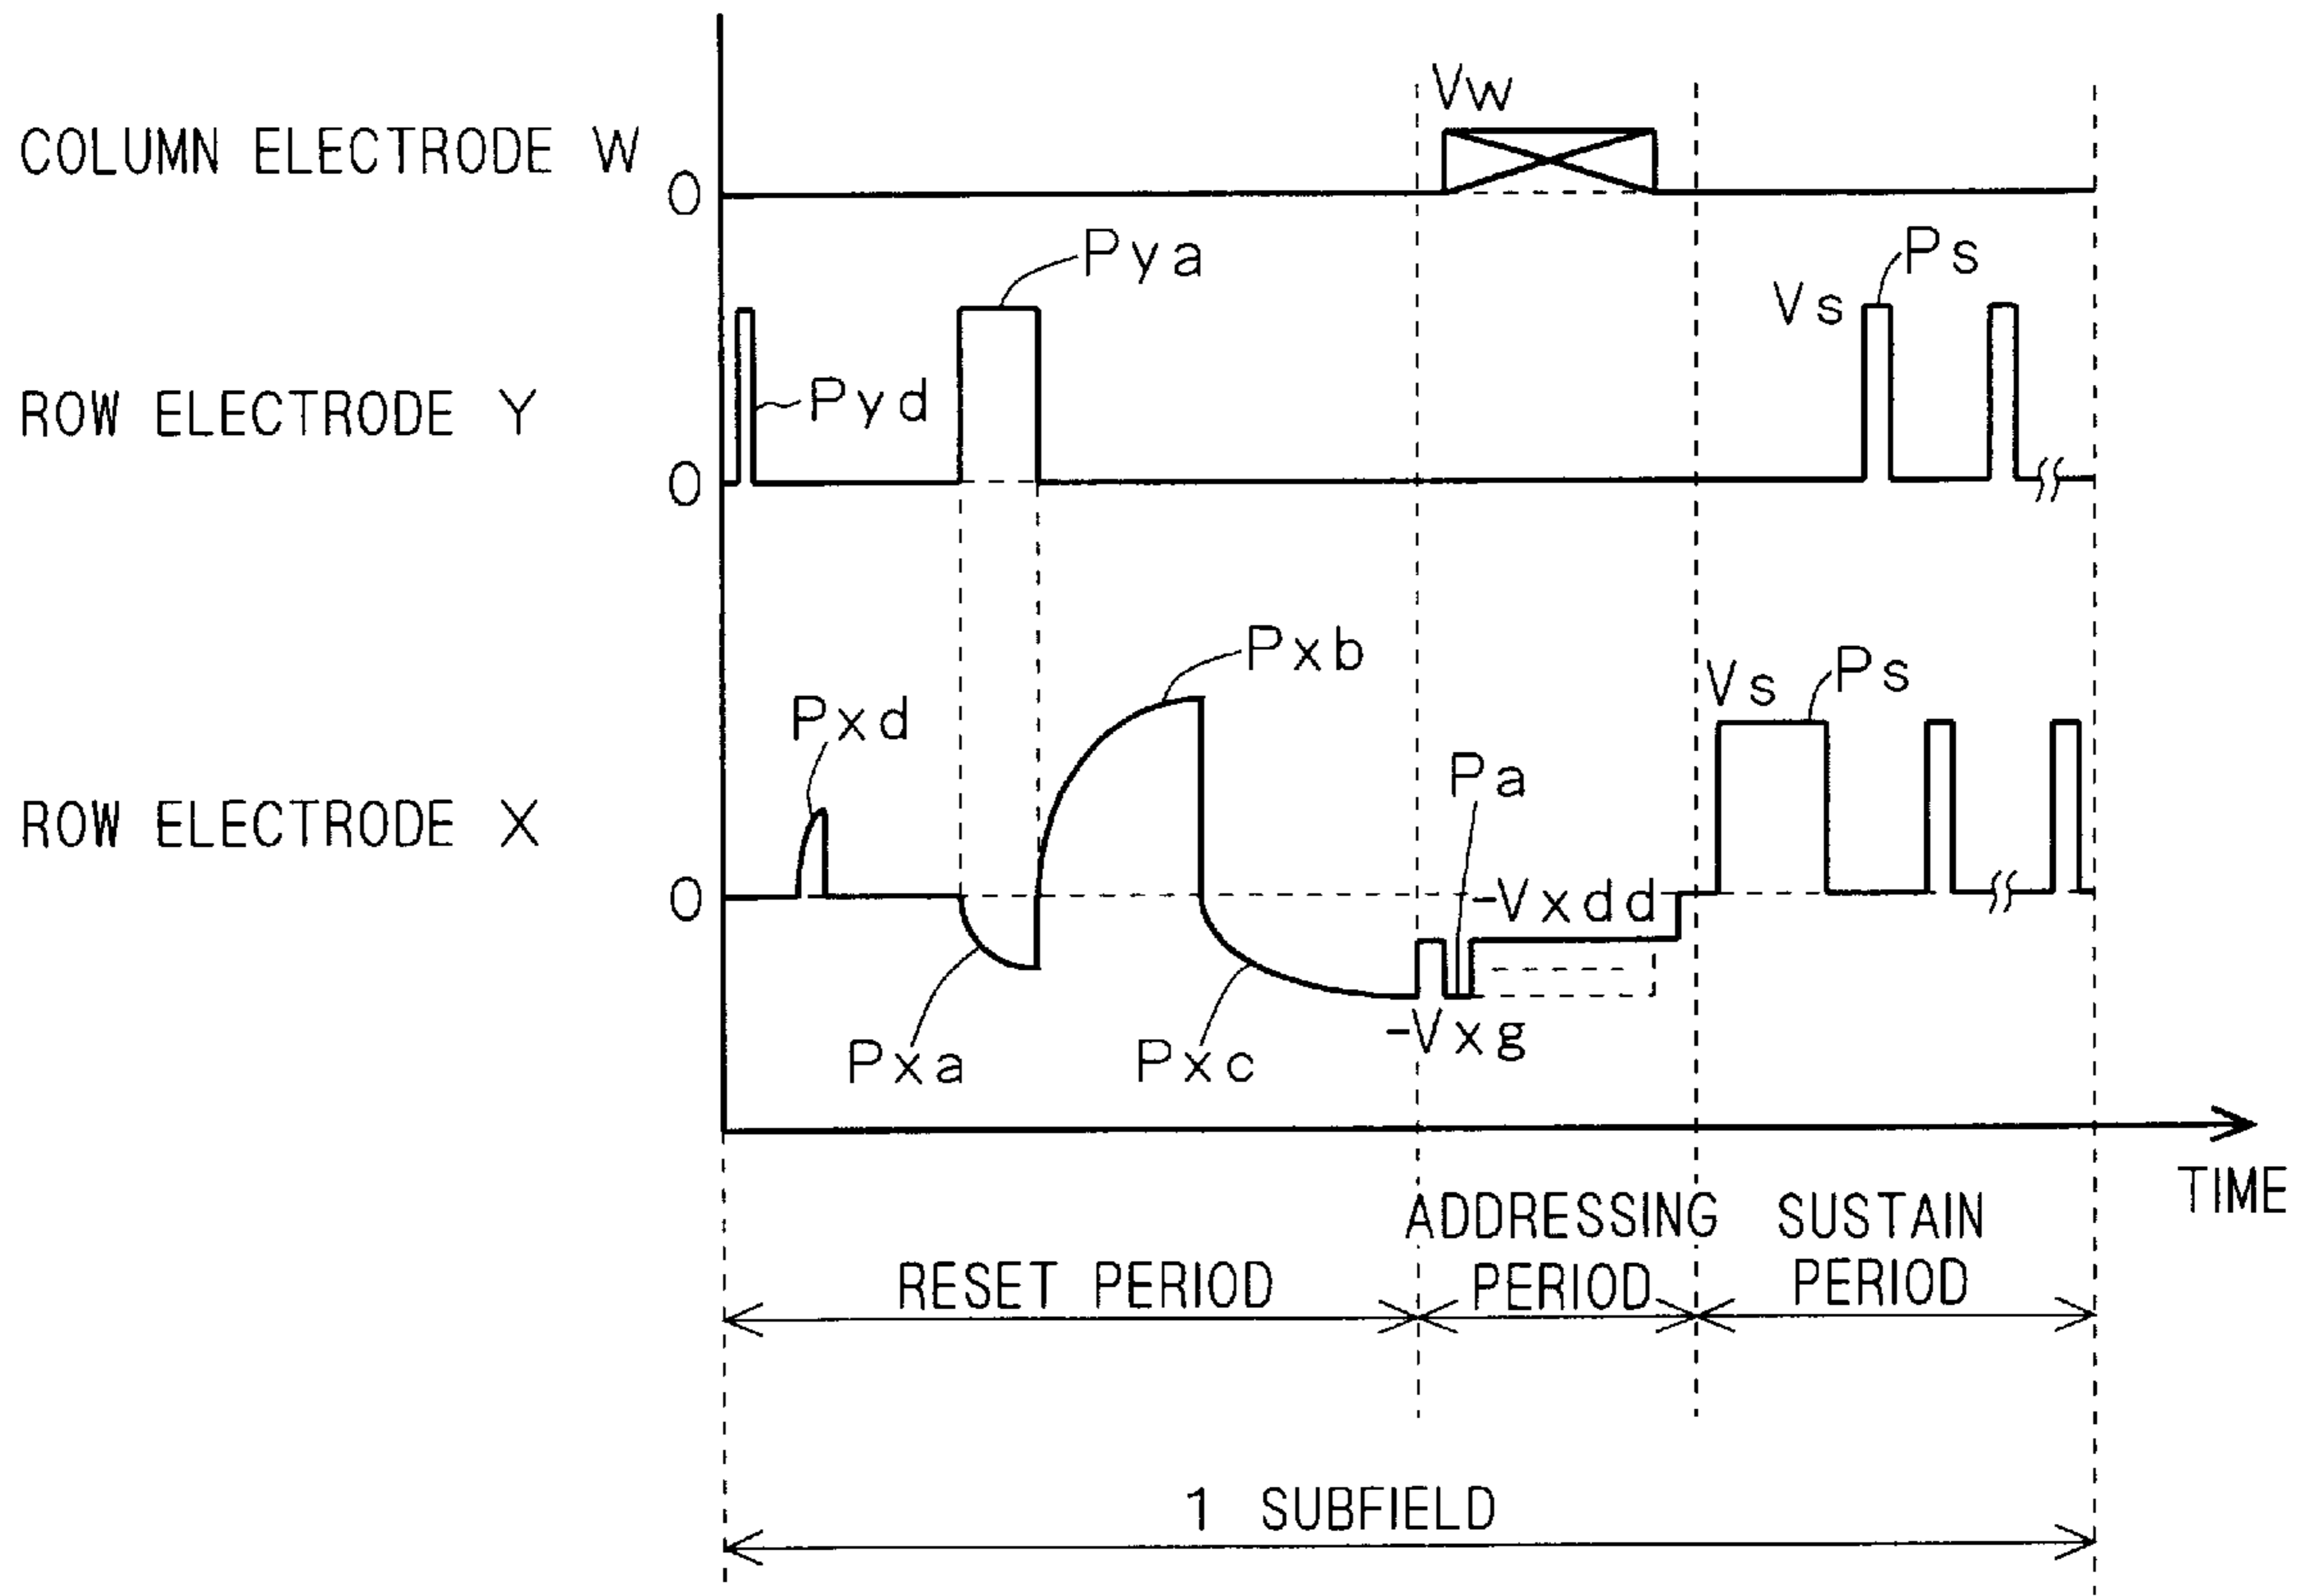 Vw
COLUMN ELECTRODE W
0
Pya
Ps
Vs
Pyd
ROW ELECTRODE Y
0
Pxb
Vs
Ps
Pxd
Pa
ROW ELECTRODE X
0
-Vxdd
-Vxg
Pxa
Pxc
TIME
ADDRESSING
PERIOD
SUSTAIN
PERIOD
RESET PERIOD
1 SUBFIELD